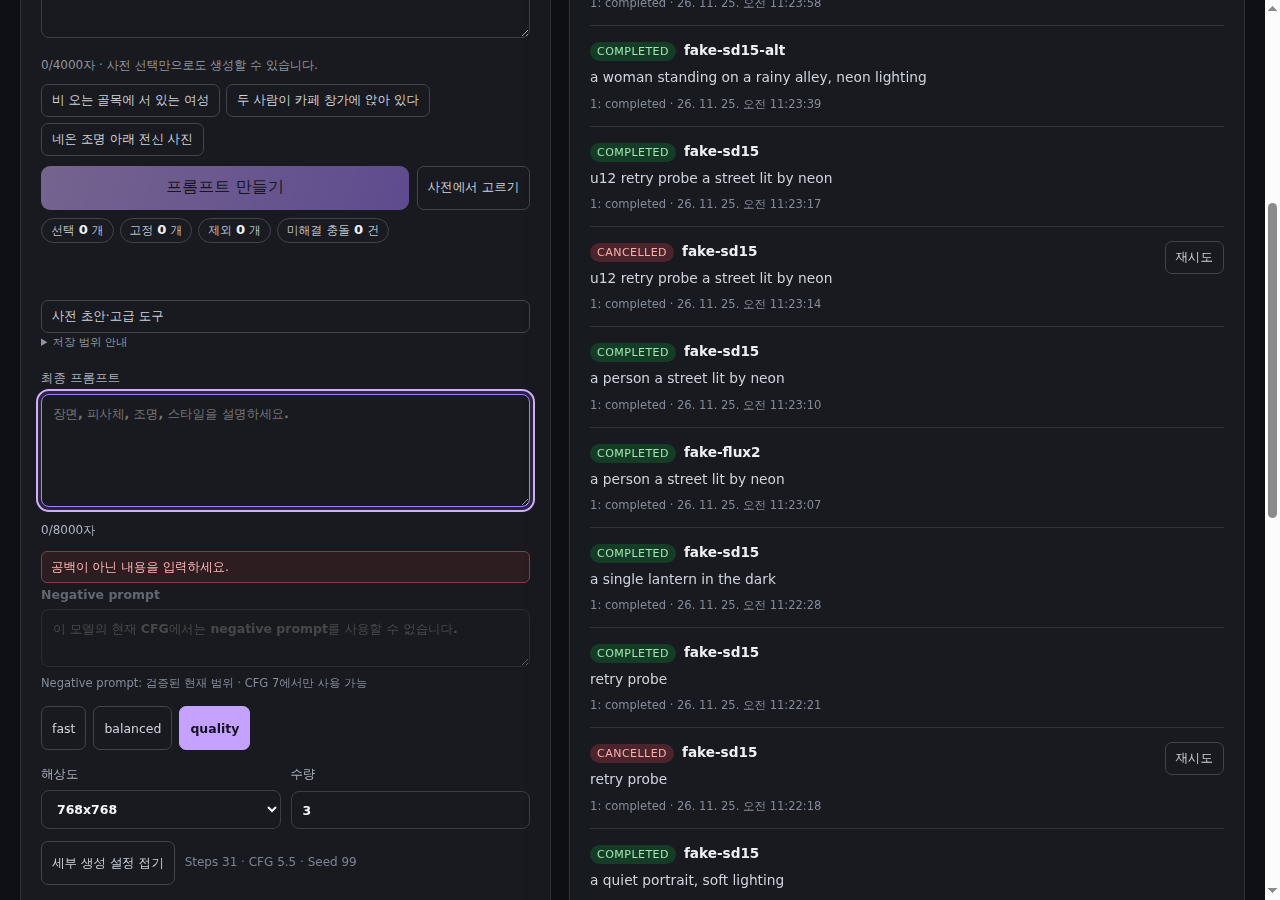 0/4000자 · 사전 선택만으로도 생성할 수 있습니다.
비 오는 골목에 서 있는 여성
두 사람이 카페 창가에 앉아 있다
네온 조명 아래 전신 사진
프롬프트 만들기
사전에서 고르기
선택 0 개
고정 0 개
제외 0 개
미해결 충돌 0 건
사전 초안·고급 도구
저장 범위 안내
최종 프롬프트
장면, 피사체, 조명, 스타일을 설명하세요.
0/8000자
공백이 아닌 내용을 입력하세요.
Negative prompt
이 모델의 현재 CFG에서는 negative prompt를 사용할 수 없습니다.
Negative prompt: 검증된 현재 범위 · CFG 7에서만 사용 가능
fast
balanced
quality
해상도
수량
768x768
3
세부 생성 설정 접기
Steps 31 · CFG 5.5 · Seed 99
1: completed · 26. 11. 25. 오전 11:23:58
COMPLETED fake-sd15-alt
a woman standing on a rainy alley, neon lighting
1: completed · 26. 11. 25. 오전 11:23:39
COMPLETED fake-sd15
u12 retry probe a street lit by neon
1: completed · 26. 11. 25. 오전 11:23:17
CANCELLED fake-sd15
재시도
u12 retry probe a street lit by neon
1: completed · 26. 11. 25. 오전 11:23:14
COMPLETED fake-sd15
a person a street lit by neon
1: completed · 26. 11. 25. 오전 11:23:10
COMPLETED fake-flux2
a person a street lit by neon
1: completed · 26. 11. 25. 오전 11:23:07
COMPLETED fake-sd15
a single lantern in the dark
1: completed · 26. 11. 25. 오전 11:22:28
COMPLETED fake-sd15
retry probe
1: completed · 26. 11. 25. 오전 11:22:21
CANCELLED fake-sd15
재시도
retry probe
1: completed · 26. 11. 25. 오전 11:22:18
COMPLETED fake-sd15
a quiet portrait, soft lighting